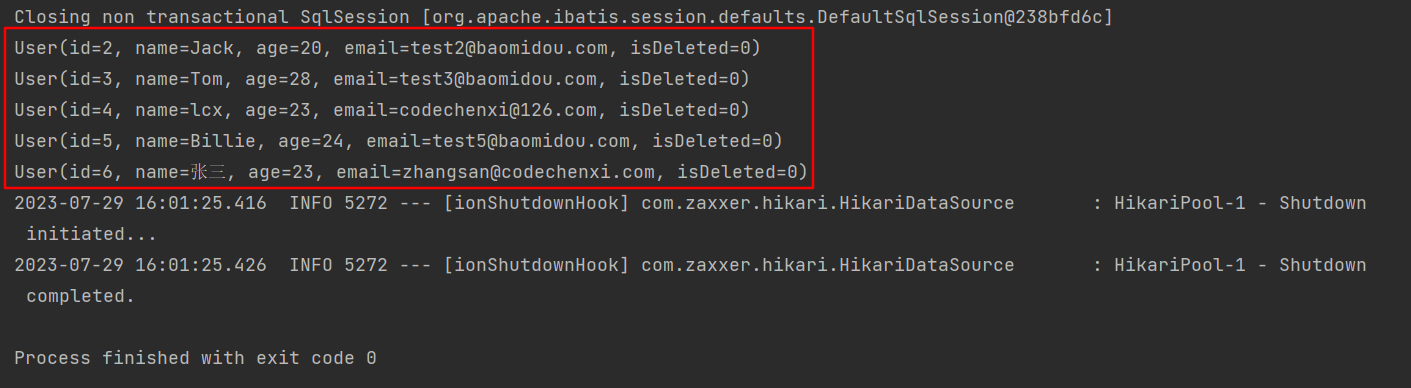 Closing non transactional SqlSession [org.apache.ibatis.session.defaults.DefaultSqlSession@238bfd6c]
User(id=2, name=Jack, age=20, email=test2@baomidou.com, isDeleted=0)
User(id=3, name=Tom, age=28, email=test3@baomidou.com, isDeleted=0)
User(id=4, name=lcx, age=23, email=codechenxi@126.com, isDeleted=0)
User(id=5, name=Billie, age=24, email=test5@baomidou.com, isDeleted=0)
User(id=6, name=张三, age=23, email=zhangsan@codechenxi.com, isDeleted=0)
2023-07-29 16:01:25.416  INFO 5272 --- [ionShutdownHook] com.zaxxer.hikari.HikariDataSource       : HikariPool-1 - Shutdown
initiated...
2023-07-29 16:01:25.426  INFO 5272 --- [ionShutdownHook] com.zaxxer.hikari.HikariDataSource       : HikariPool-1 - Shutdown
completed.
Process finished with exit code 0